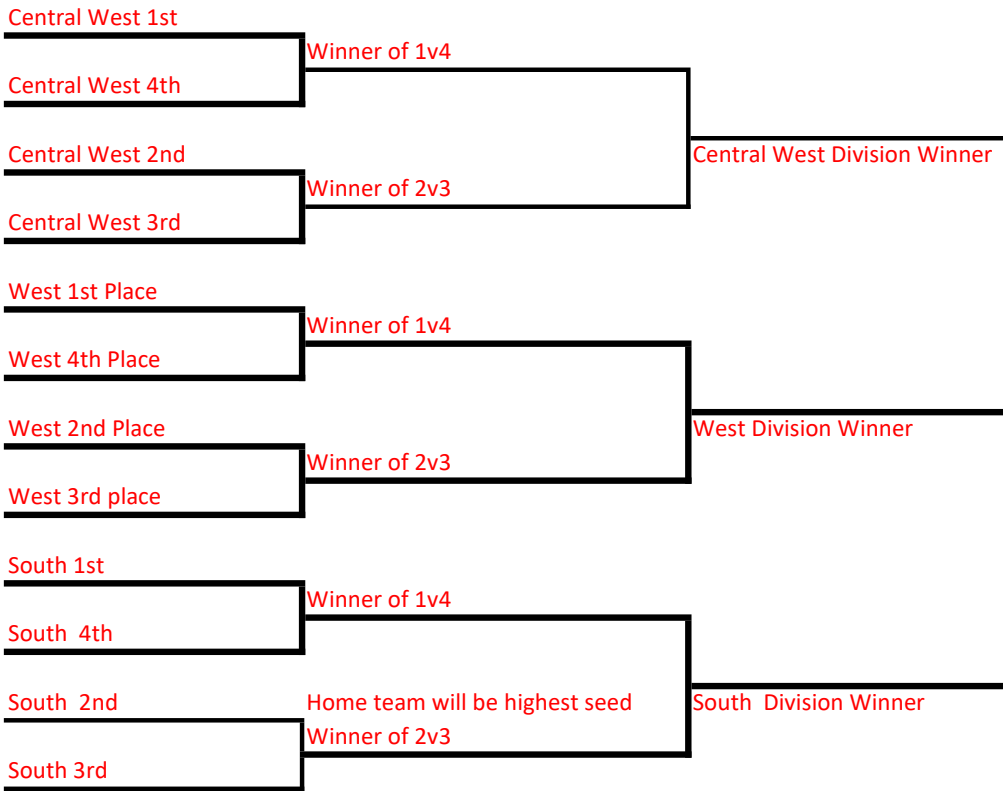 Central West 1st
Winner of 1v4
Central West 4th
Central West 2nd
Central West Division Winner
Winner of 2v3
Central West 3rd
West 1st Place
Winner of 1v4
West 4th Place
West 2nd Place
West Division Winner
Winner of 2v3
West 3rd place
South 1st
Winner of 1v4
South  4th
South  2nd
Home team will be highest seed
South  Division Winner
Winner of 2v3
South 3rd